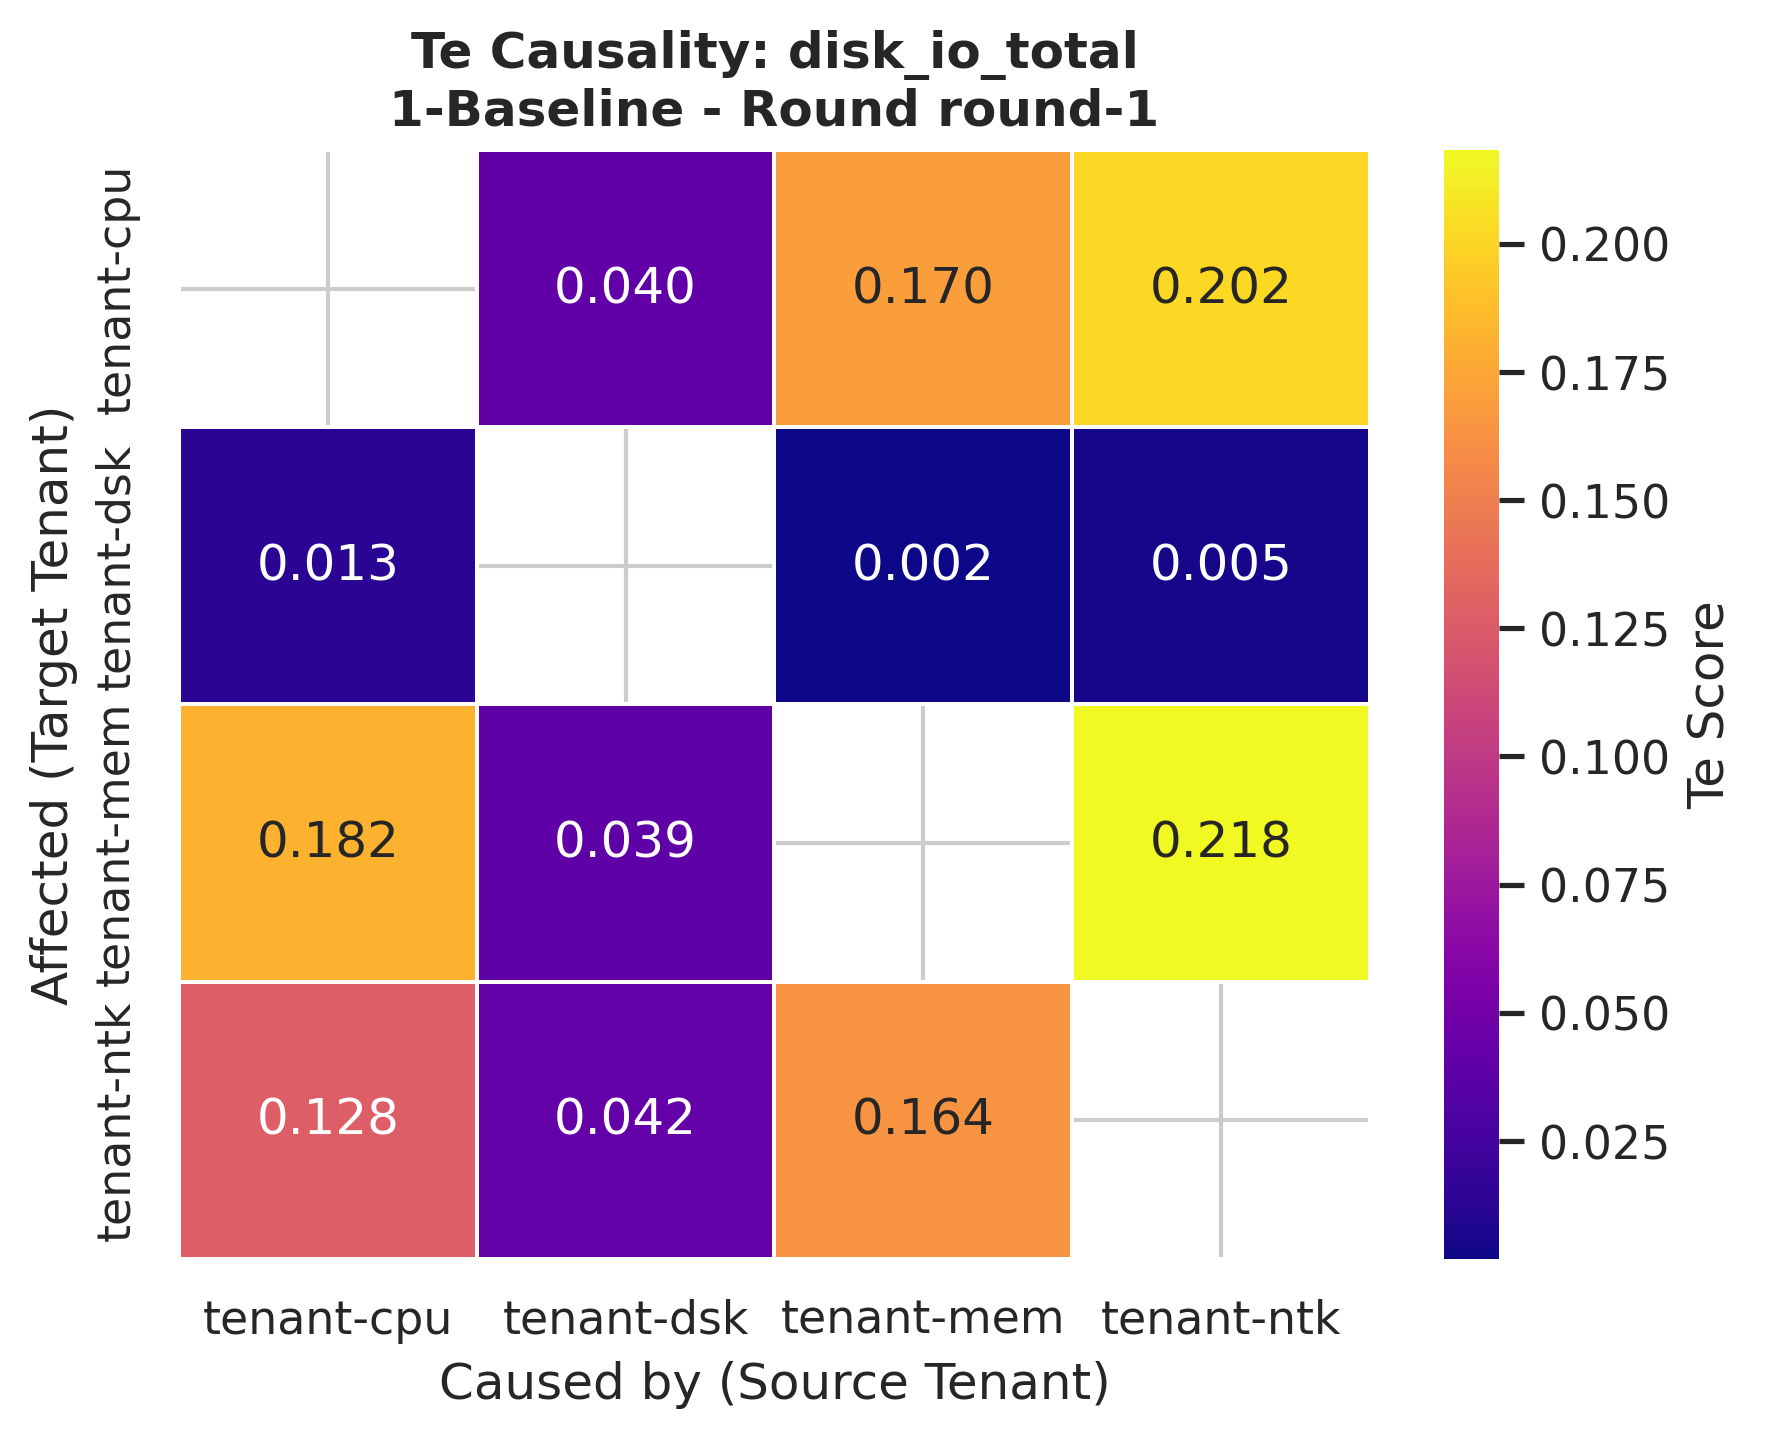 Te Causality: disk_io_total
1-Baseline - Round round-1
Affected (Target Tenant)
tenant-cpu
0.040 0.170 0.202
tenant-dsk
0.013 0.002 0.005
tenant-mem
0.182 0.039 0.218
tenant-ntk
0.128 0.042 0.164
tenant-cpu tenant-dsk tenant-mem tenant-ntk
Caused by (Source Tenant)
0.200
0.175
0.150
0.125
0.100
0.075
0.050
0.025
Te Score